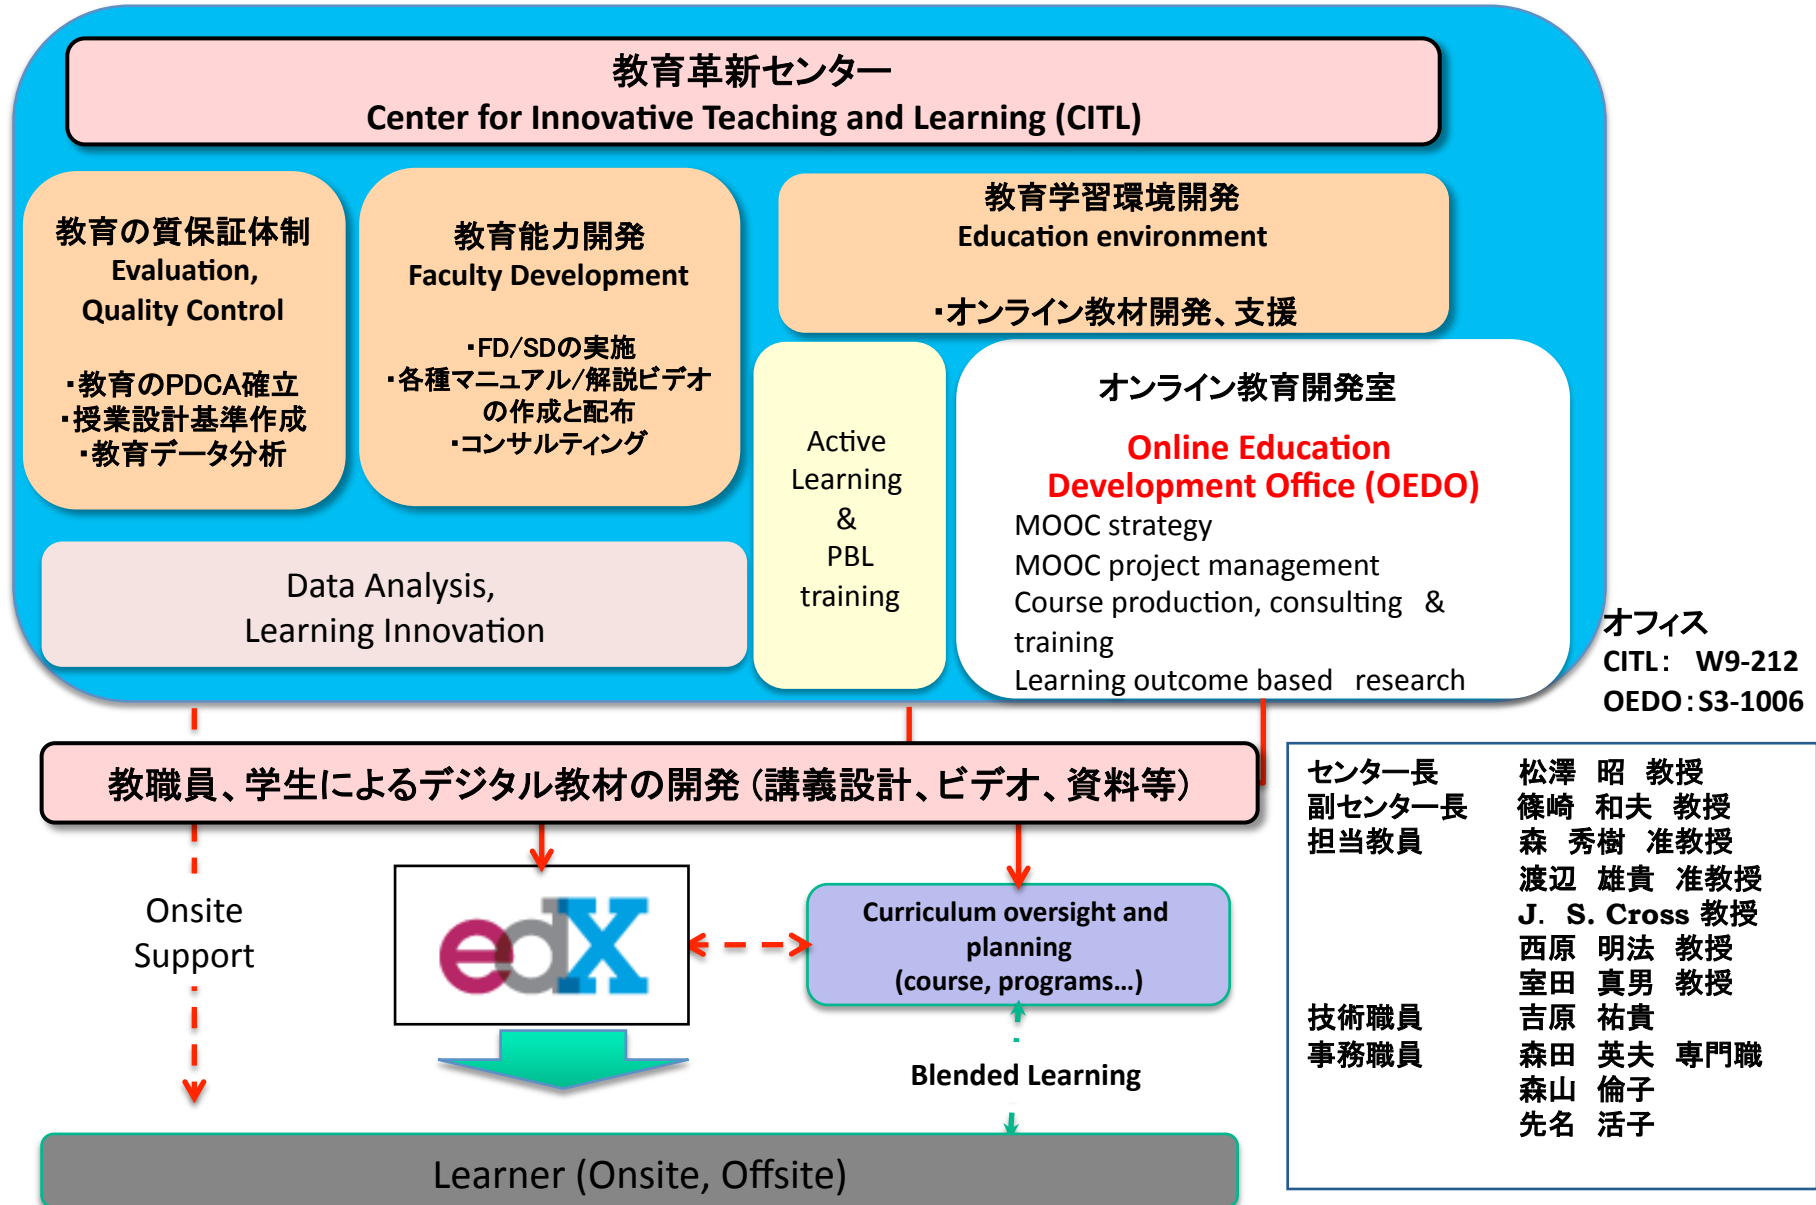 教育革新センター
Center for Innovative Teaching and Learning (CITL)
教育の質保証体制
Evaluation,
Quality Control
・教育のPDCA確立
・授業設計基準作成
・教育データ分析
教育能力開発
Faculty Development
・FD/SDの実施
・各種マニュアル/解説ビデオ
の作成と配布
・コンサルティング
教育学習環境開発
Education environment
・オンライン教材開発、支援
Data Analysis,
Learning Innovation
Active
Learning
&
PBL
training
オンライン教育開発室
Online Education
Development Office (OEDO)
MOOC strategy
MOOC project management
Course production, consulting &
training
Learning outcome based research
オフィス
CITL: W9-212
OEDO:S3-1006
教職員、学生によるデジタル教材の開発(講義設計、ビデオ、資料等)
Onsite
Support
edX
Curriculum oversight and
planning
(course, programs…)
Blended Learning
Learner (Onsite, Offsite)
センター長 松澤 昭 教授
副センター長 篠崎 和夫 教授
担当教員 森 秀樹 准教授
渡辺 雄貴 准教授
J. S. Cross 教授
西原 明法 教授
室田 真男 教授
技術職員 吉原 祐貴
事務職員 森田 英夫 専門職
森山 倫子
先名 活子